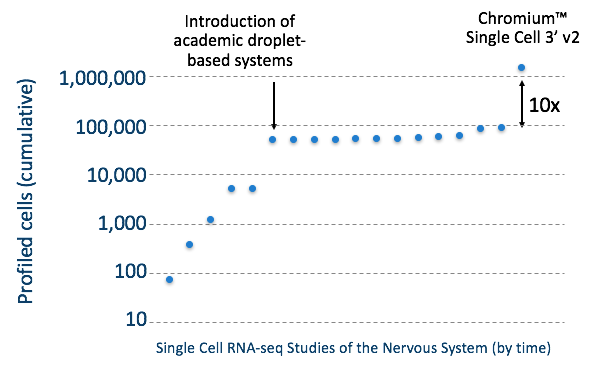 Introduction of
academic droplet-
based systems
Chromium™
Single Cell 3’ v2
10x
Profiled cells (cumulative)
1,000,000
100,000
10,000
1,000
100
10
Single Cell RNA-seq Studies of the Nervous System (by time)